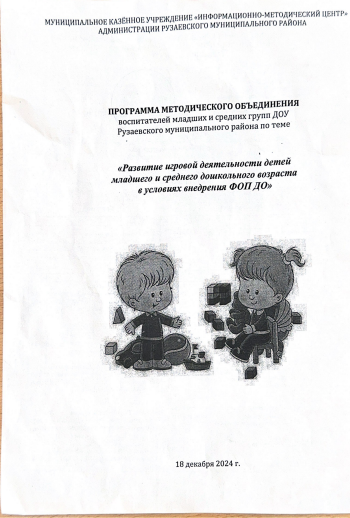 МУНИЦИПАЛЬНОЕ КАЗЁННОЕ УЧРЕЖДЕНИЕ «ИНФОРМАЦИОННО-МЕТОДИЧЕСКИЙ ЦЕНТР»
АДМИНИСТРАЦИИ РУЗАЕВСКОГО МУНИЦИПАЛЬНОГО РАЙОНА
ПРОГРАММА МЕТОДИЧЕСКОГО ОБЪЕДИНЕНИЯ
воспитателей младших и средних групп ДОУ
Рузаевского муниципального района по теме
«Развитие игровой деятельности детей
младшего и среднего дошкольного возраста
в условиях внедрения ФОП ДО»
18 декабря 2024 г.